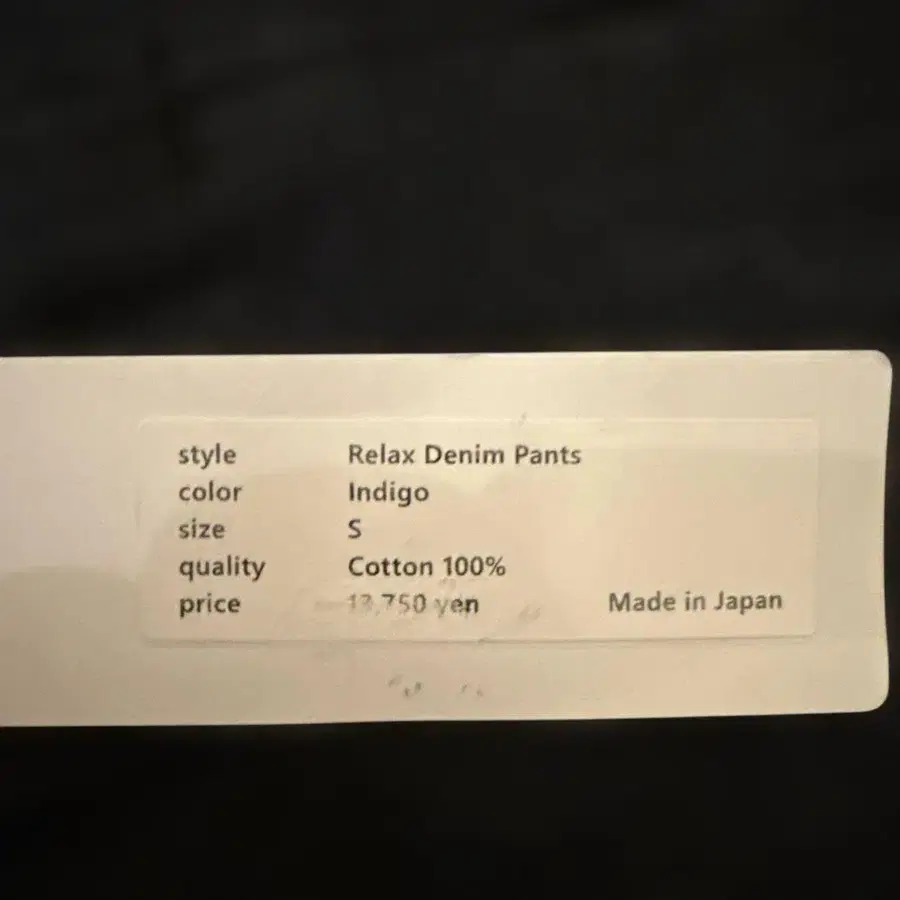 style Relax Denim Pants
color Indigo
size S
quality Cotton 100%
price 13,750 yen Made in Japan